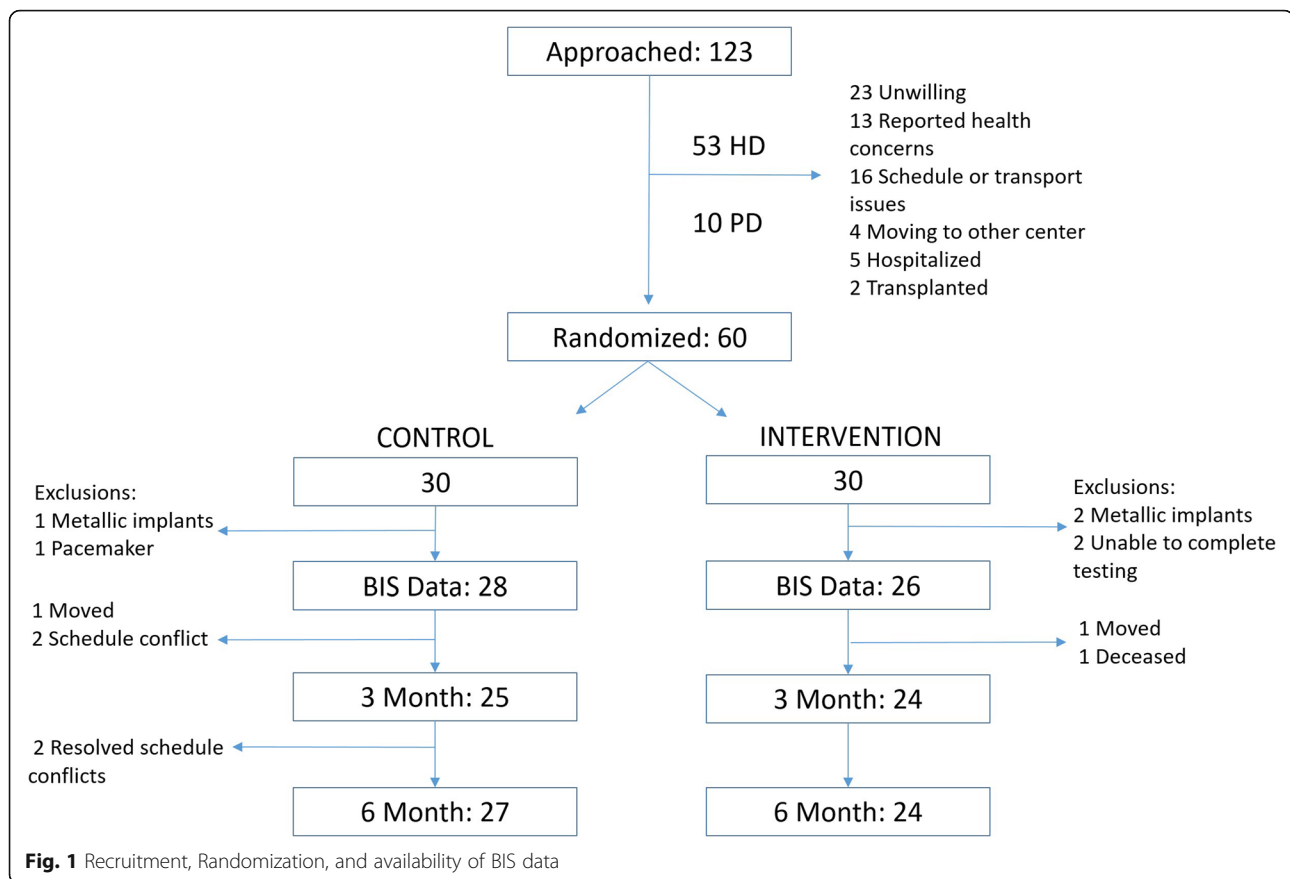 Approached: 123
23 Unwilling
13 Reported health
concerns
16 Schedule or transport
issues
4 Moving to other center
5 Hospitalized
2 Transplanted
53 HD
10 PD
Randomized: 60
CONTROL
INTERVENTION
30
30
Exclusions:
1 Metallic implants
1 Pacemaker
Exclusions:
2 Metallic implants
2 Unable to complete
testing
BIS Data: 28
BIS Data: 26
1 Moved
2 Schedule conflict
1 Moved
1 Deceased
3 Month: 25
3 Month: 24
2 Resolved schedule
conflicts
6 Month: 27
6 Month: 24
Fig. 1 Recruitment, Randomization, and availability of BIS data